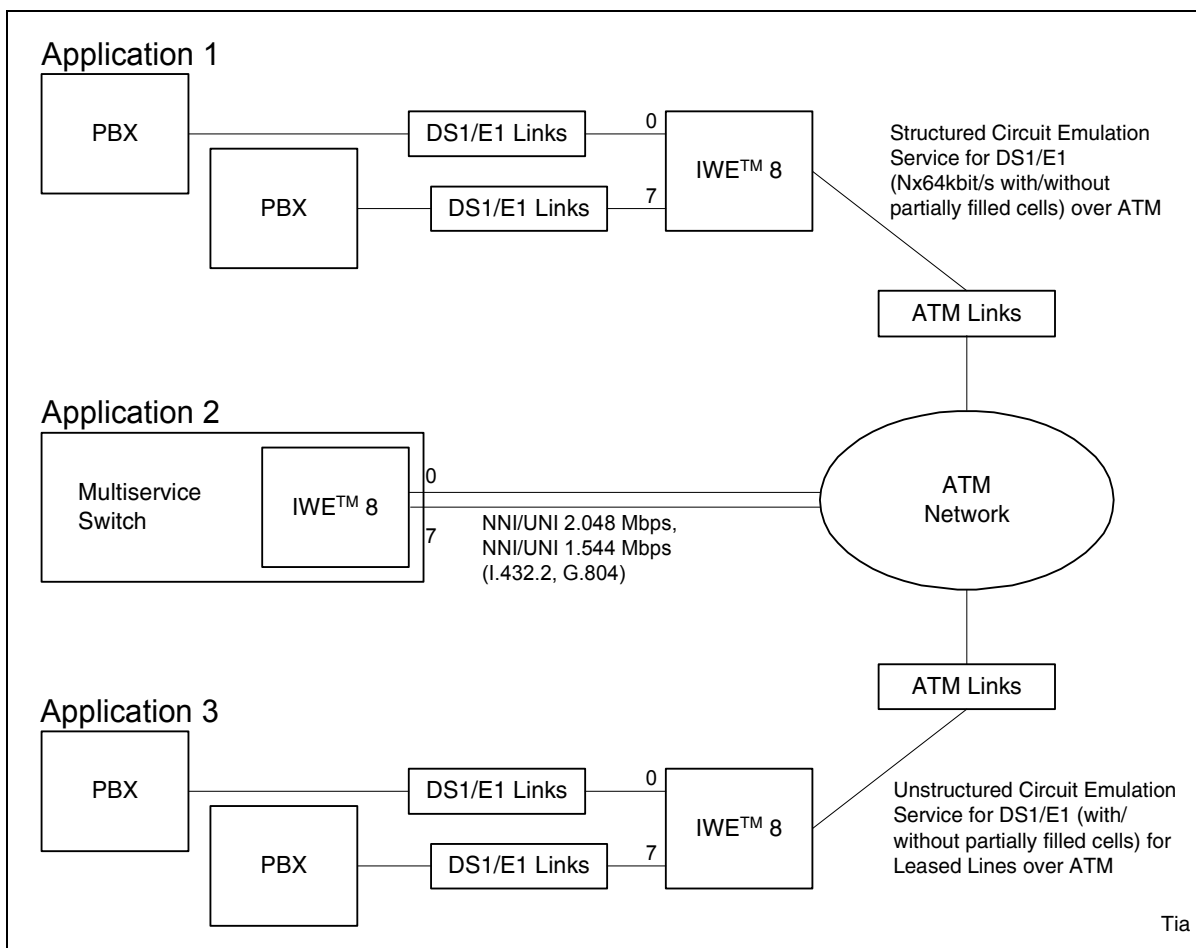 Application 1
PBX
DS1/E1 Links
0
IWE™ 8
Structured Circuit Emulation
Service for DS1/E1
(Nx64kbit/s with/without
partially filled cells) over ATM
PBX
DS1/E1 Links
7
ATM Links
Application 2
Multiservice
Switch
IWE™ 8
0
7
NNI/UNI 2.048 Mbps,
NNI/UNI 1.544 Mbps
(I.432.2, G.804)
ATM
Network
ATM Links
Application 3
PBX
DS1/E1 Links
0
IWE™ 8
PBX
DS1/E1 Links
7
Unstructured Circuit Emulation
Service for DS1/E1 (with/
without partially filled cells) for
Leased Lines over ATM
Tia